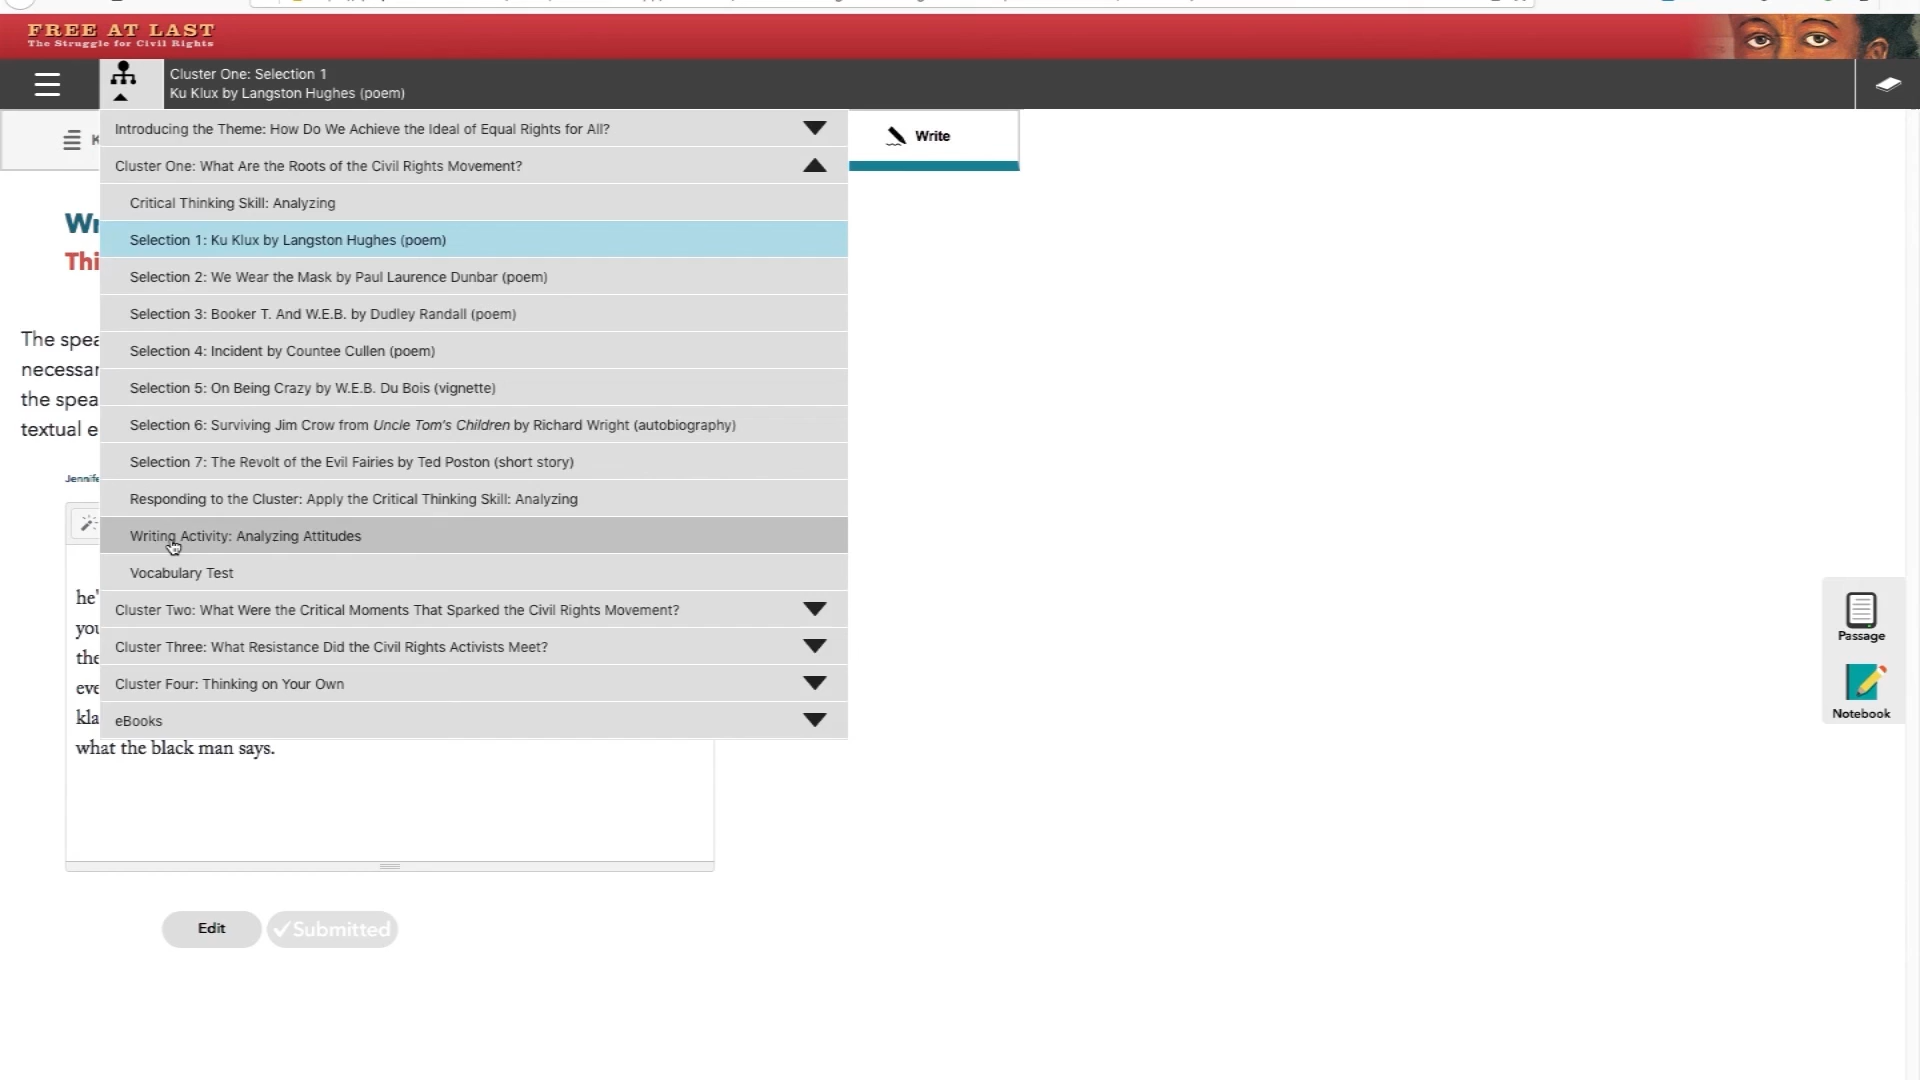 FREE AT LAST
The Struggle for Civil Rights
Cluster One: Selection 1
Ku Klux by Langston Hughes (poem)
Introducing the Theme: How Do We Achieve the Ideal of Equal Rights for All?
Write
Cluster One: What Are the Roots of the Civil Rights Movement?
Critical Thinking Skill: Analyzing
Selection 1: Ku Klux by Langston Hughes (poem)
Selection 2: We Wear the Mask by Paul Laurence Dunbar (poem)
Selection 3: Booker T. And W.E.B. by Dudley Randall (poem)
Selection 4: Incident by Countee Cullen (poem)
Selection 5: On Being Crazy by W.E.B. Du Bois (vignette)
Selection 6: Surviving Jim Crow from Uncle Tom's Children by Richard Wright (autobiography)
Selection 7: The Revolt of the Evil Fairies by Ted Poston (short story)
Responding to the Cluster: Apply the Critical Thinking Skill: Analyzing
Writing Activity: Analyzing Attitudes
Vocabulary Test
Cluster Two: What Were the Critical Moments That Sparked the Civil Rights Movement?
Cluster Three: What Resistance Did the Civil Rights Activists Meet?
Cluster Four: Thinking on Your Own
eBooks
K
Wr
Thi
The spea
necessar
the spea
textual e
Jennife
he'
you
the
eve
kla
what the black man says.
Edit
Submitted
Passage
Notebook